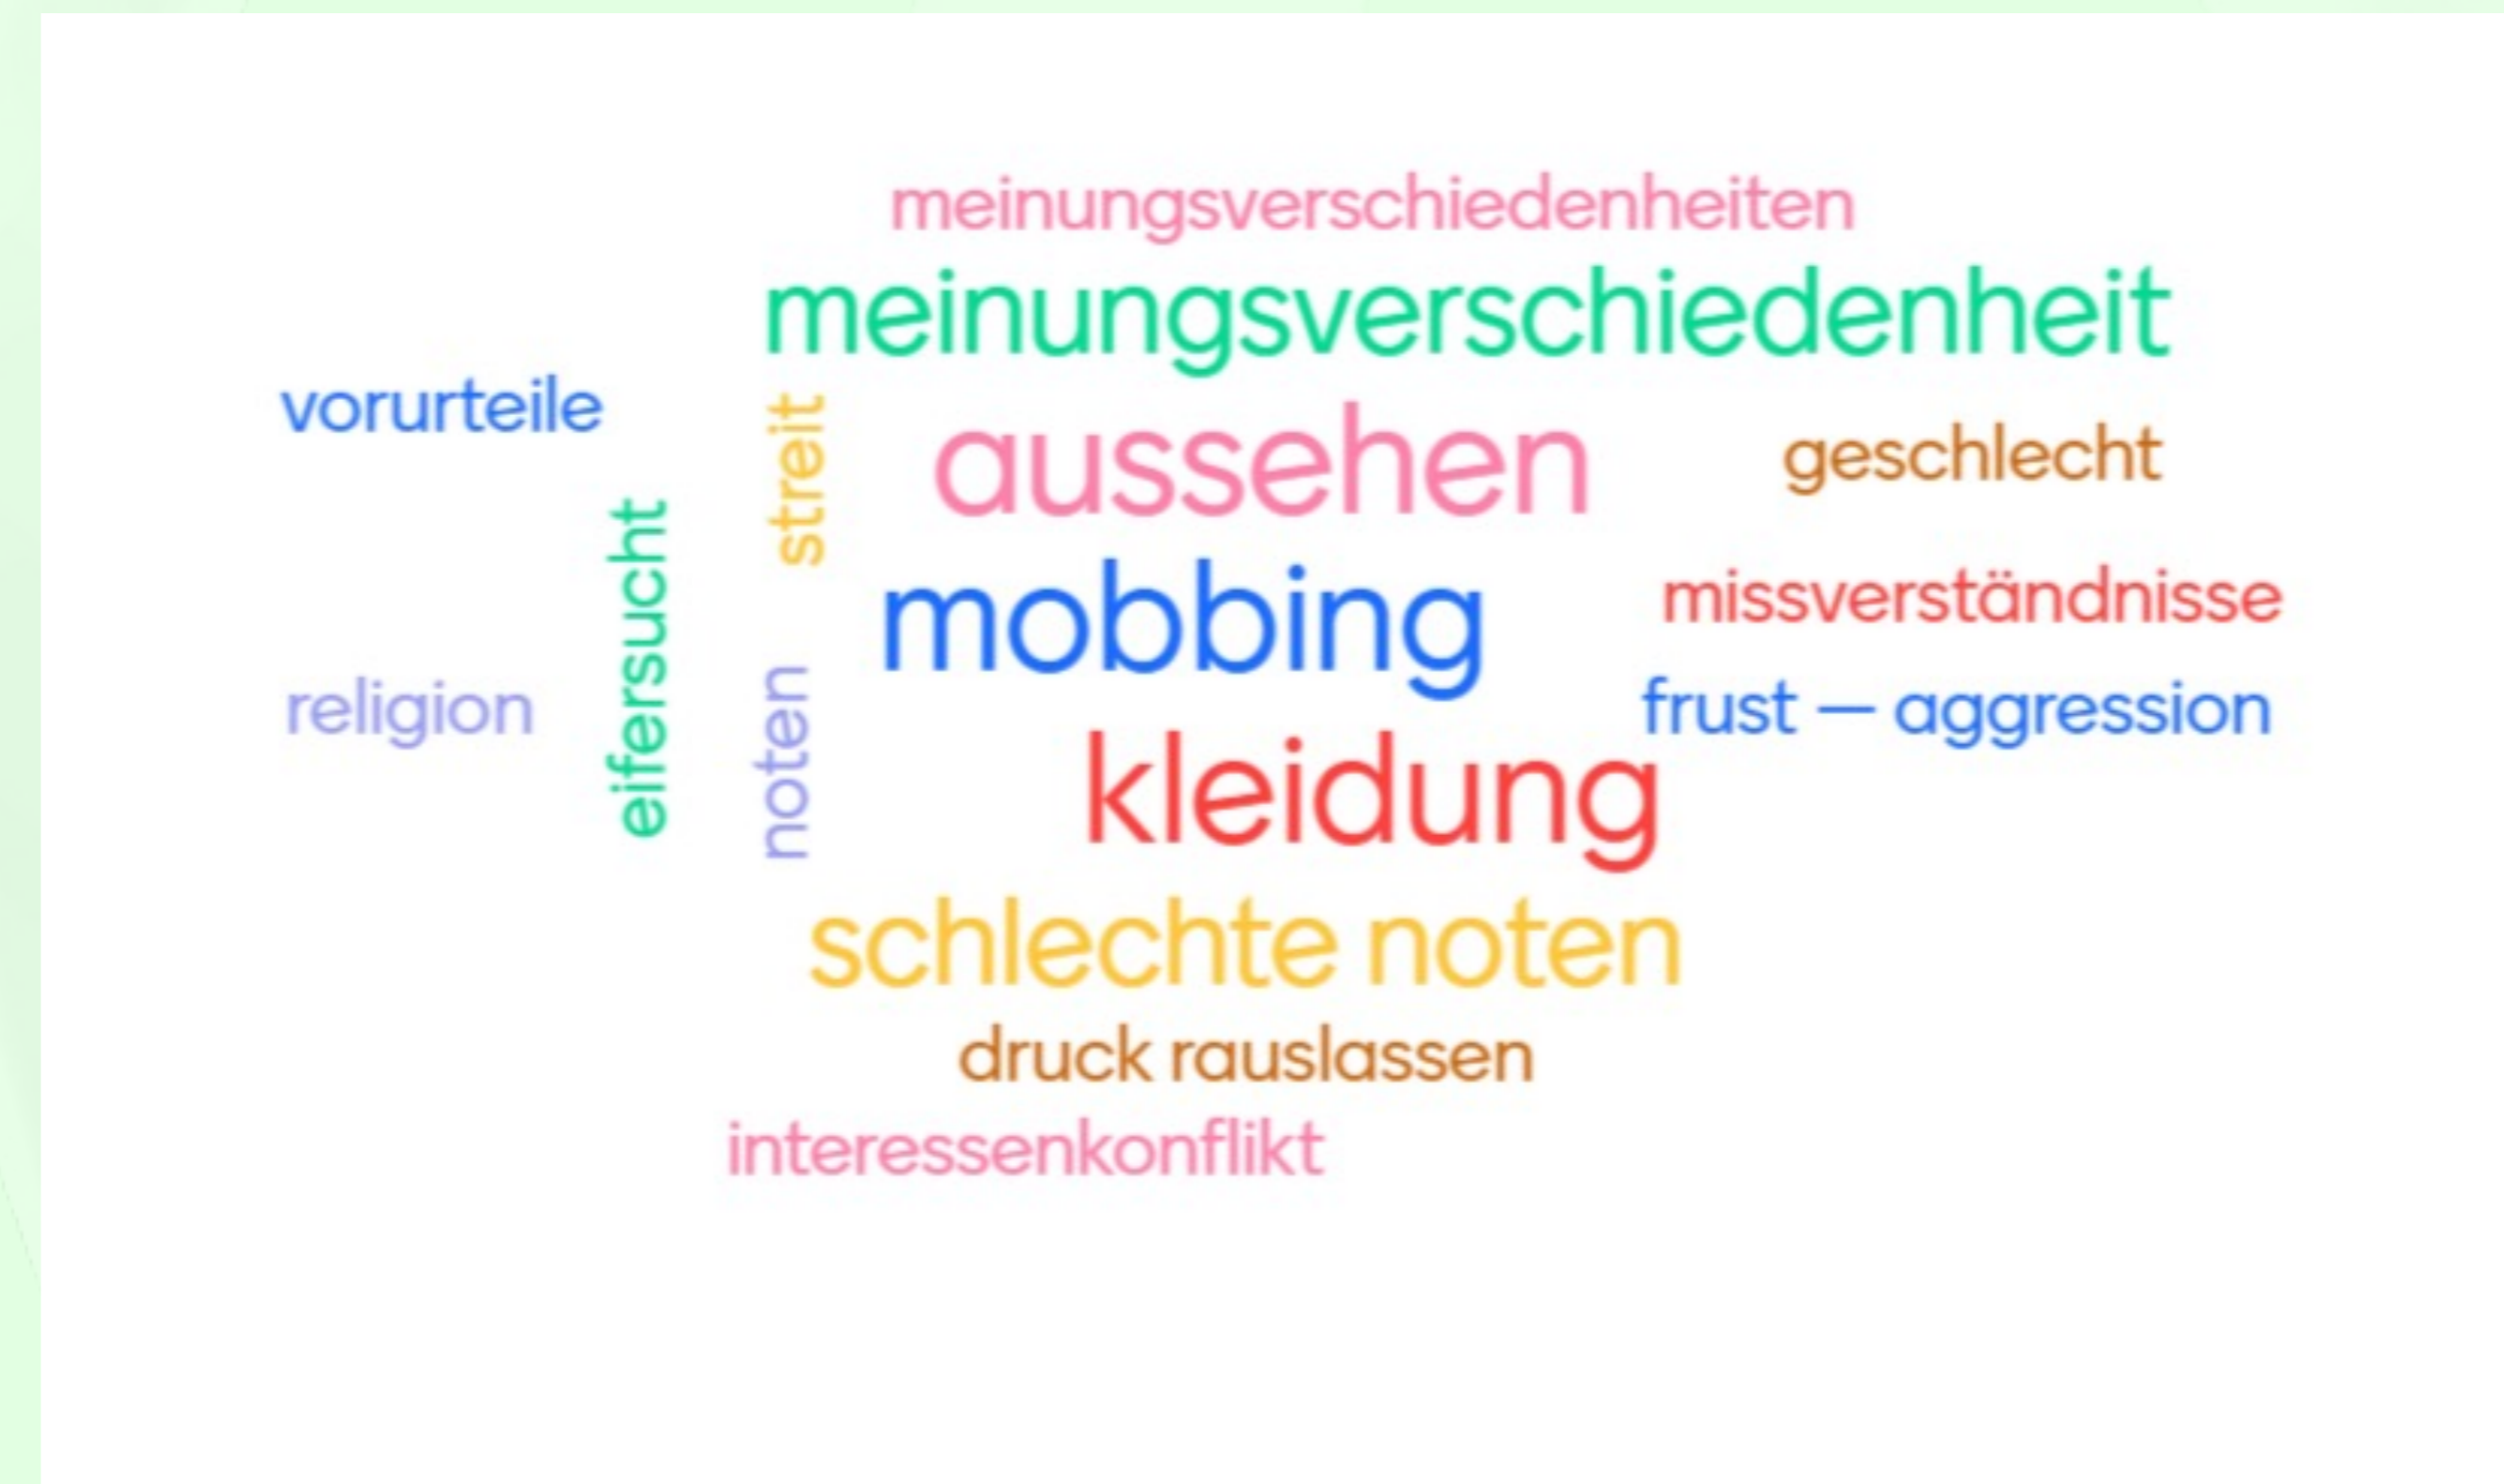 meinungsverschiedenheiten
meinungsverschiedenheit
vorurteile
streit
aussehen
geschlecht
eifersucht
mobbing
missverständnisse
religion
noten
frust — aggression
kleidung
schlechte noten
druck rauslassen
interessenkonflikt